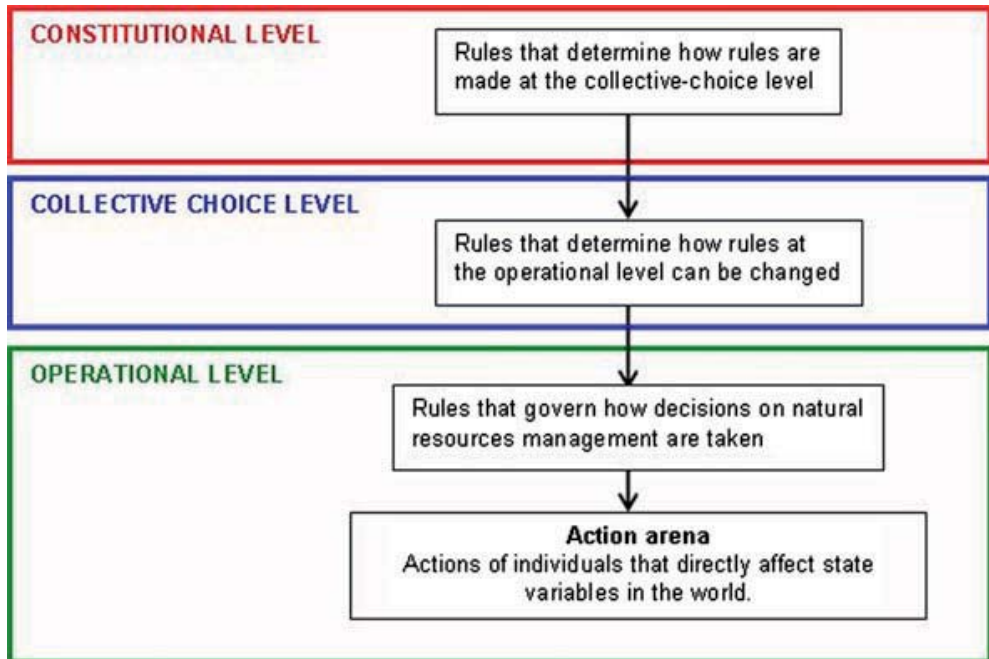 CONSTITUTIONAL LEVEL
Rules that determine how rules are
made at the collective-choice level
COLLECTIVE CHOICE LEVEL
Rules that determine how rules at
the operational level can be changed
OPERATIONAL LEVEL
Rules that govern how decisions on natural
resources management are taken
Action arena
Actions of individuals that directly affect state
variables in the world.